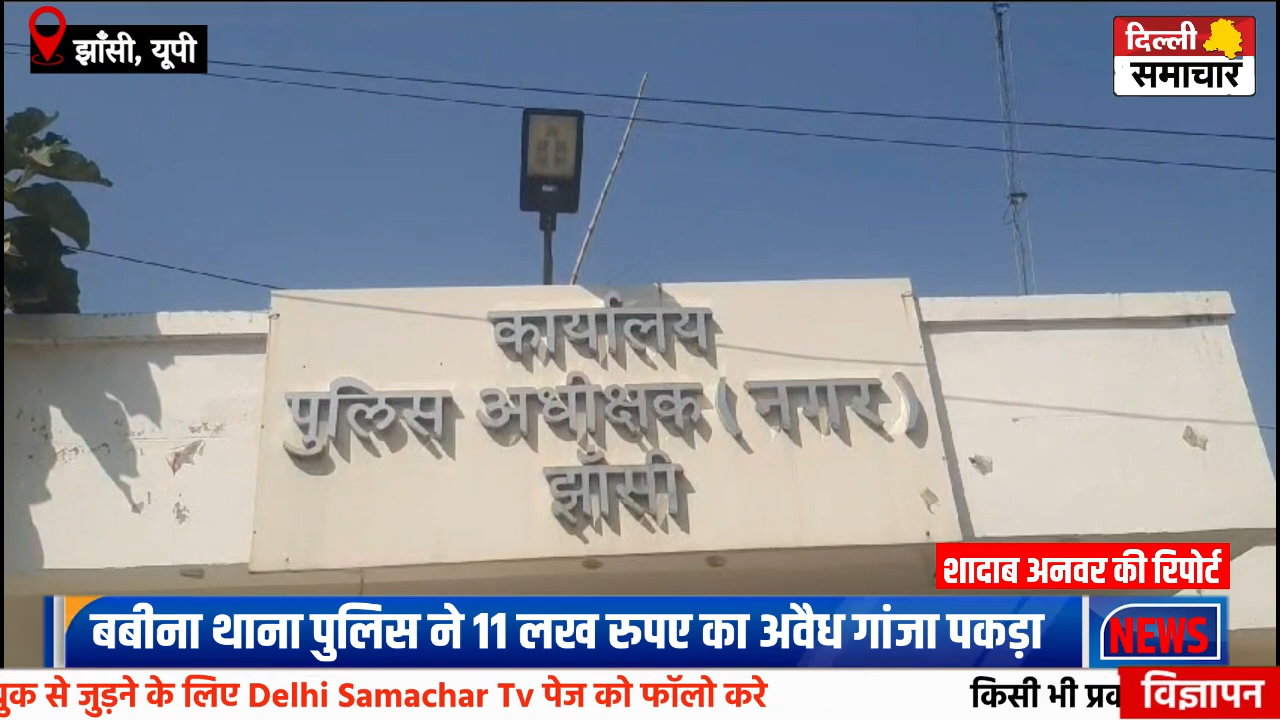 झाँसी, यूपी
दिल्ली
समाचार
कार्यालय
पुलिस अधीक्षक ( नगर )
झाँसी
शादाब अनवर की रिपोर्ट
बबीना थाना पुलिस ने 11 लख रुपए का अवैध गांजा पकड़ा
NEWS
से जुड़ने के लिए Delhi Samachar Tv पेज को फॉलो करे
किसी भी
विज्ञापन